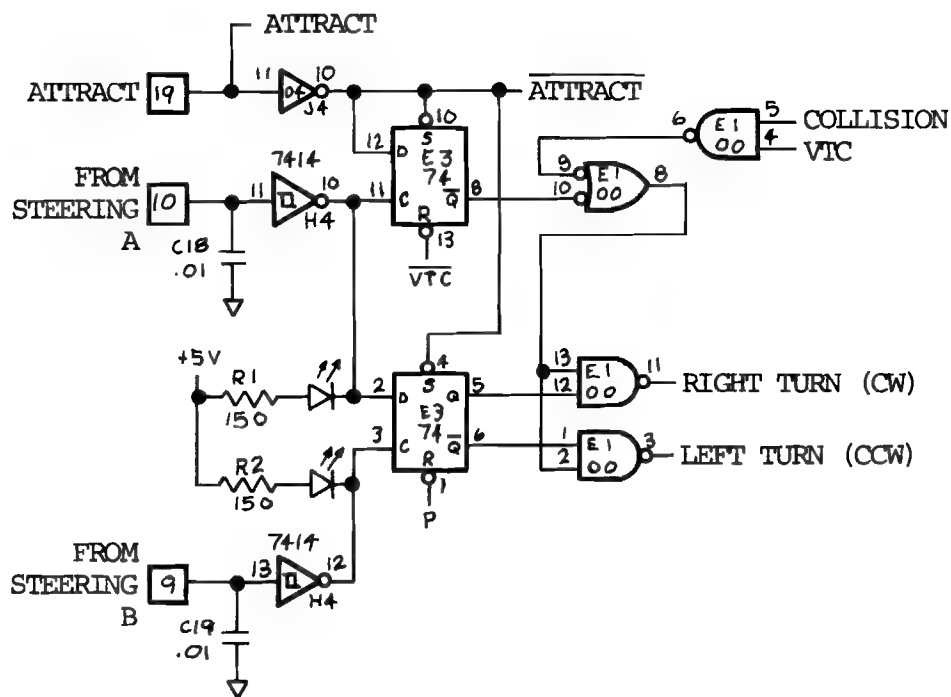 ATTRACT
ATTRACT 19 11 04 10 J4 ATTRACT
10 S
12 D E3 74 Q 8
11 C R 13
VTC
6 E1 00 5 COLLISION
4 VTC
9 E1 00 8
10
FROM STEERING A
10 11 7414 10 H4
C18
.01
+5V
R1
150
R2
150
4 S
2 D E3 74 Q 5
3 C Q 6
R 1
P
13 E1 00 11 RIGHT TURN (CW)
12
1 E1 00 3 LEFT TURN (CCW)
2
FROM STEERING B
9 13 7414 12 H4
C19
.01